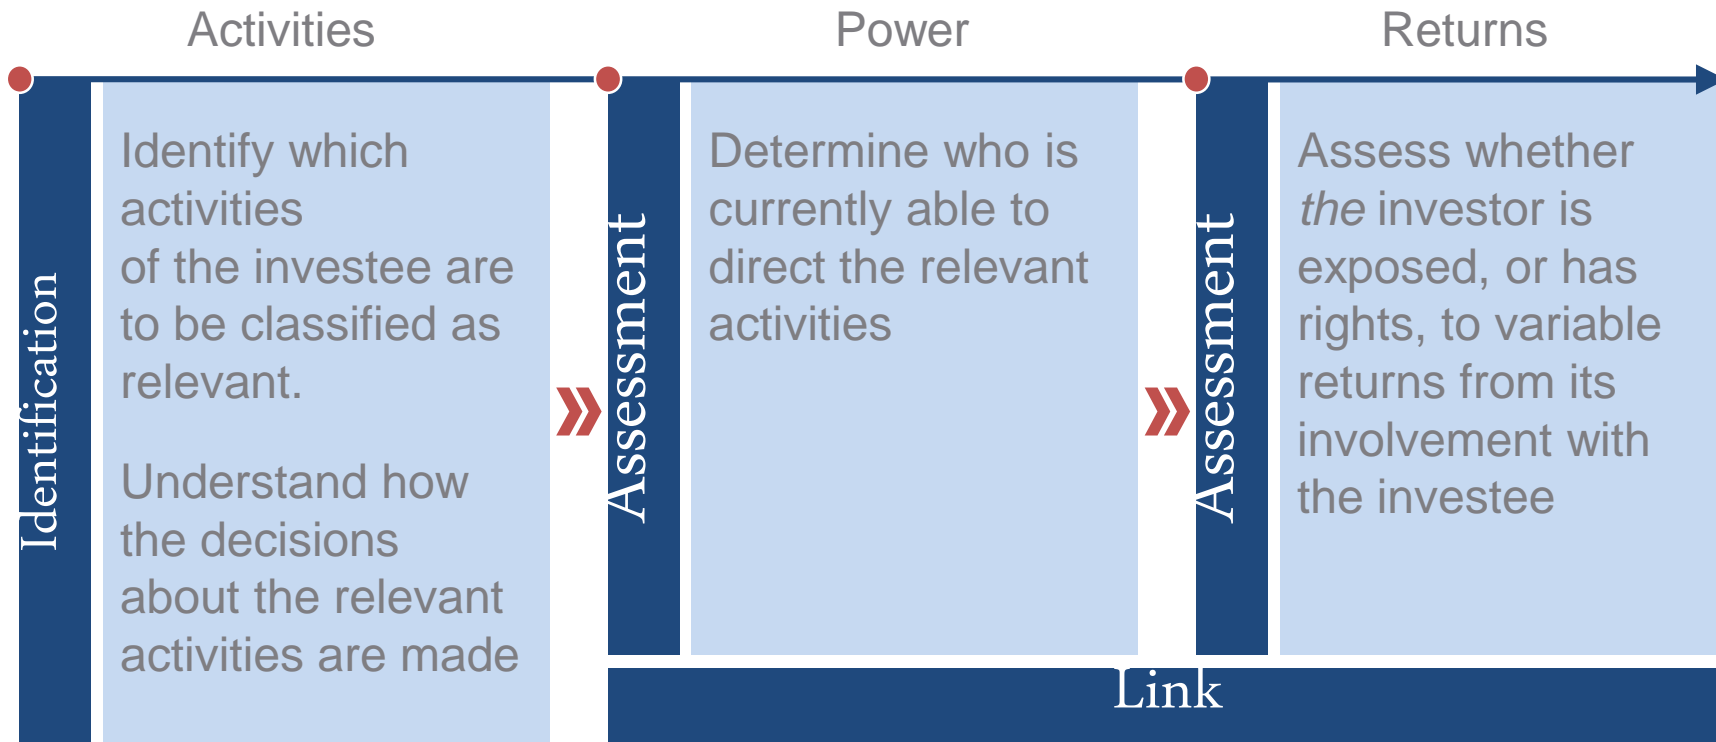 Activities
Power
Returns
Identification
Identify which
activities
of the investee are
to be classified as
relevant.
Understand how
the decisions
about the relevant
activities are made
Assessment
Determine who is
currently able to
direct the relevant
activities
Assessment
Assess whether
the investor is
exposed, or has
rights, to variable
returns from its
involvement with
the investee
Link